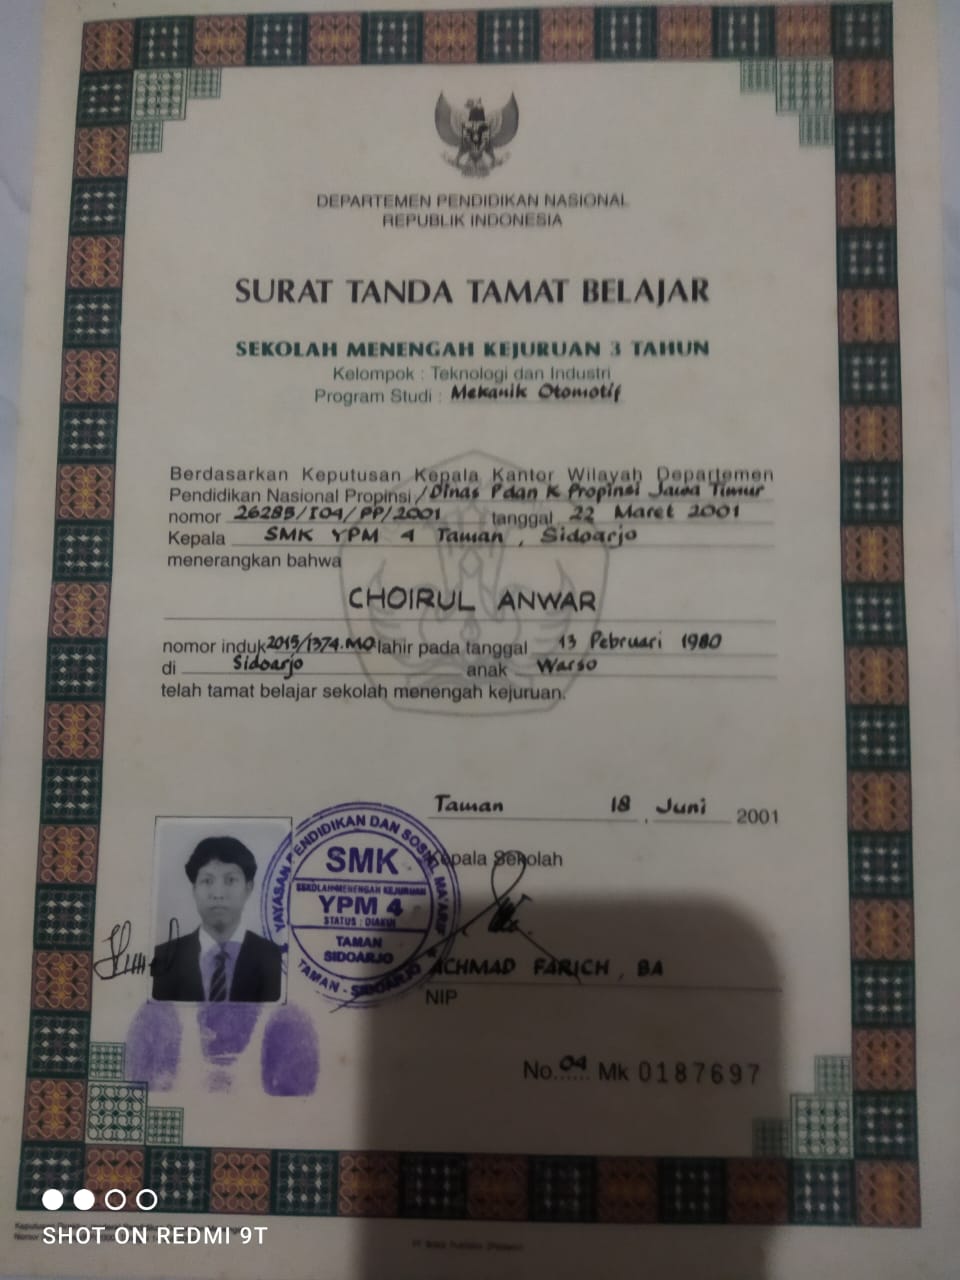 DEPARTEMEN PENDIDIKAN NASIONAL
REPUBLIK INDONESIA
SURAT TANDA TAMAT BELAJAR
SEKOLAH MENENGAH KEJURUAN 3 TAHUN
Kelompok : Teknologi dan Industri
Program Studi : Mekanik Otomotif
Berdasarkan Keputusan Kepala Kantor Wilayah Departemen
Pendidikan Nasional Propinsi / Dinas P dan K Propinsi Jawa Timur
nomor 26285/I04/PP/2001 tanggal 22 Maret 2001
Kepala SMK YPM 4 Taman, Sidoarjo
menerangkan bahwa
CHOIRUL ANWAR
nomor induk 2015/1374.MO lahir pada tanggal 13 Pebruari 1980
di Sidoarjo anak Warso
telah tamat belajar sekolah menengah kejuruan.
Taman 18 Juni 2001
Kepala Sekolah
YAYASAN PENDIDIKAN DAN SOSIAL MA'ARIF
SMK
SEKOLAH MENENGAH KEJURUAN
YPM 4
STATUS : DIAKUI
TAMAN
SIDOARJO
TAMAN - SIDOARJO
ACHMAD FARICH, BA
NIP
No. 04 Mk 0187697
SHOT ON REDMI 9T